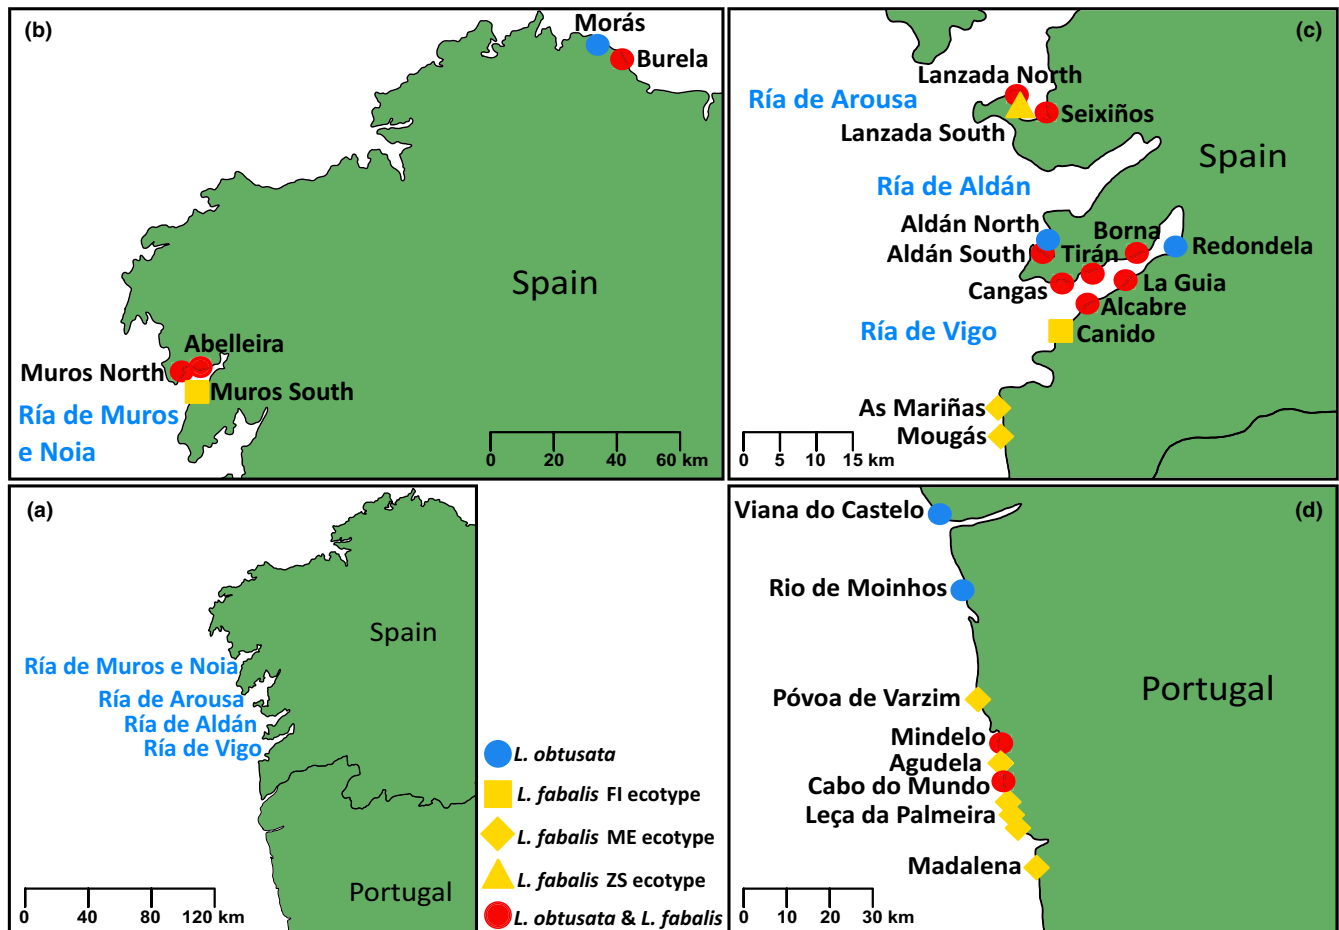 (b)
Morás
Burela
Spain
Abelleira
Muros North
Muros South
Ría de Muros
e Noia
0 20 40 60 km
(c)
Lanzada North
Ría de Arousa
Seixiños
Lanzada South
Spain
Ría de Aldán
Aldán North
Borna
Redondela
Aldán South
Tirán
La Guia
Cangas
Alcabre
Ría de Vigo
Canido
As Mariñas
Mougás
0 5 10 15 km
(a)
Spain
Ría de Muros e Noia
Ría de Arousa
Ría de Aldán
Ría de Vigo
Portugal
0 40 80 120 km
L. obtusata
L. fabalis FI ecotype
L. fabalis ME ecotype
L. fabalis ZS ecotype
L. obtusata & L. fabalis
(d)
Viana do Castelo
Rio de Moinhos
Portugal
Póvoa de Varzim
Mindelo
Agudela
Cabo do Mundo
Leça da Palmeira
Madalena
0 10 20 30 km